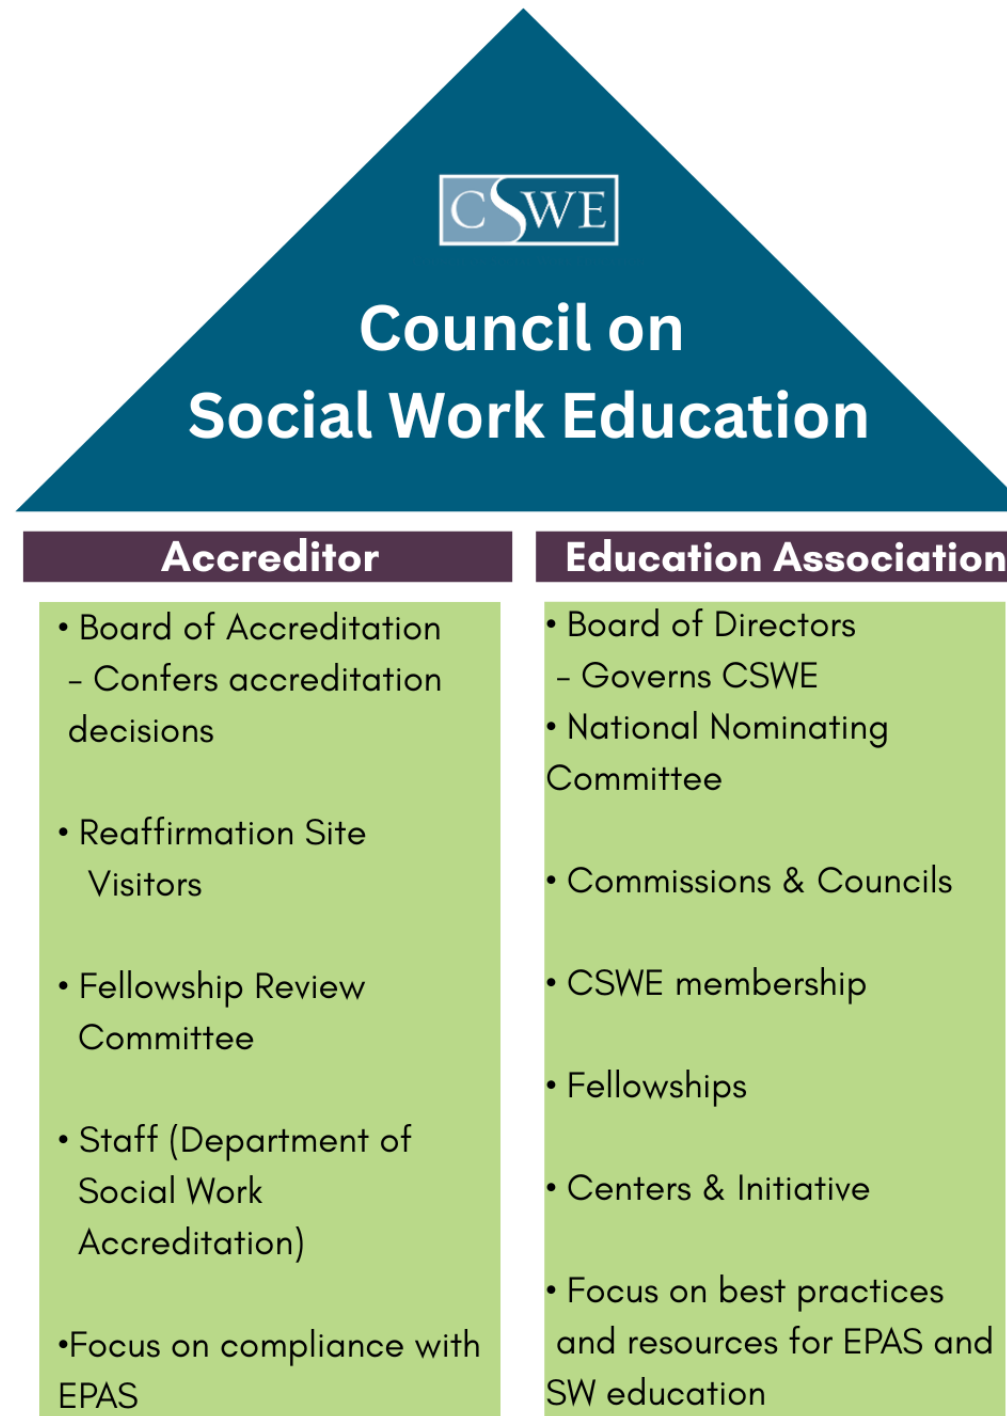 CSWE
Council on
Social Work Education
Accreditor
• Board of Accreditation
– Confers accreditation
decisions
• Reaffirmation Site
Visitors
• Fellowship Review
Committee
• Staff (Department of
Social Work
Accreditation)
•Focus on compliance with
EPAS
Education Association
• Board of Directors
– Governs CSWE
• National Nominating
Committee
• Commissions & Councils
• CSWE membership
• Fellowships
• Centers & Initiative
• Focus on best practices
and resources for EPAS and
SW education